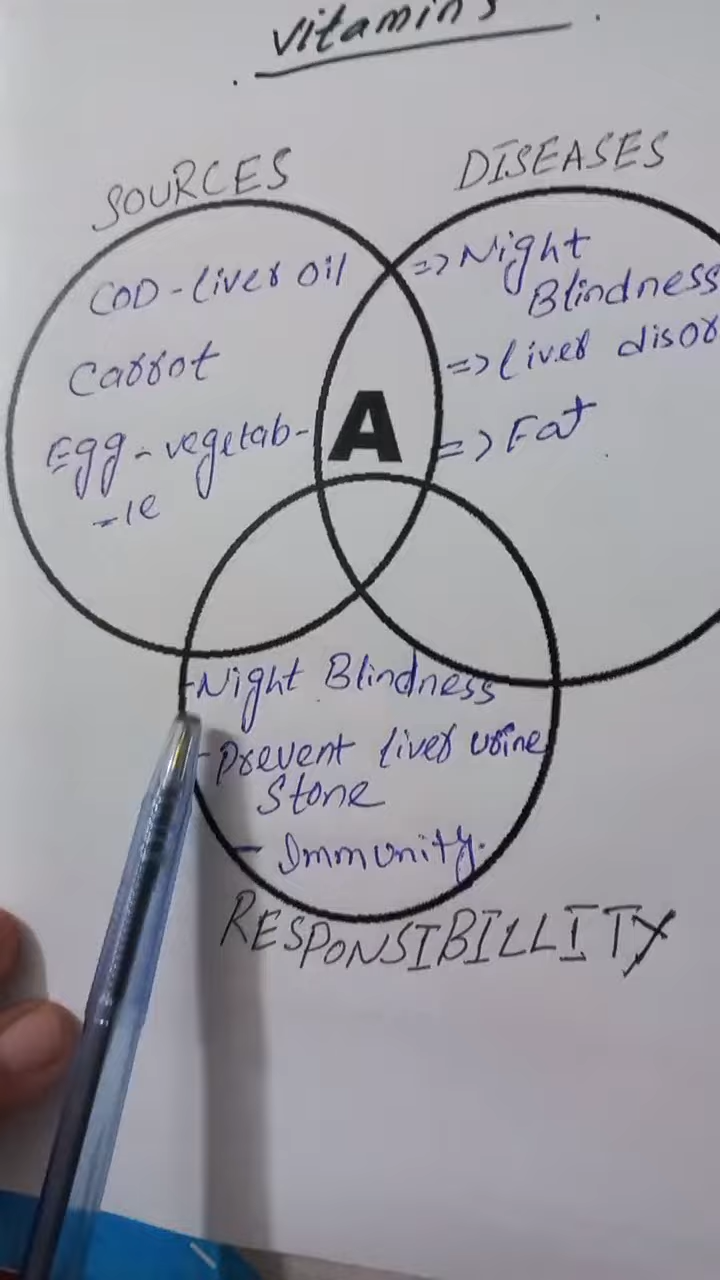 vitamins
SOURCES
DISEASES
COD-liver oil
Carrot
Egg-vegetab-
-le
=> Night
Blindness
=> liver disor
=> Fat
A
-Night Blindness
-Prevent liver urine
Stone
- Immunity.
RESPONSIBILLITY